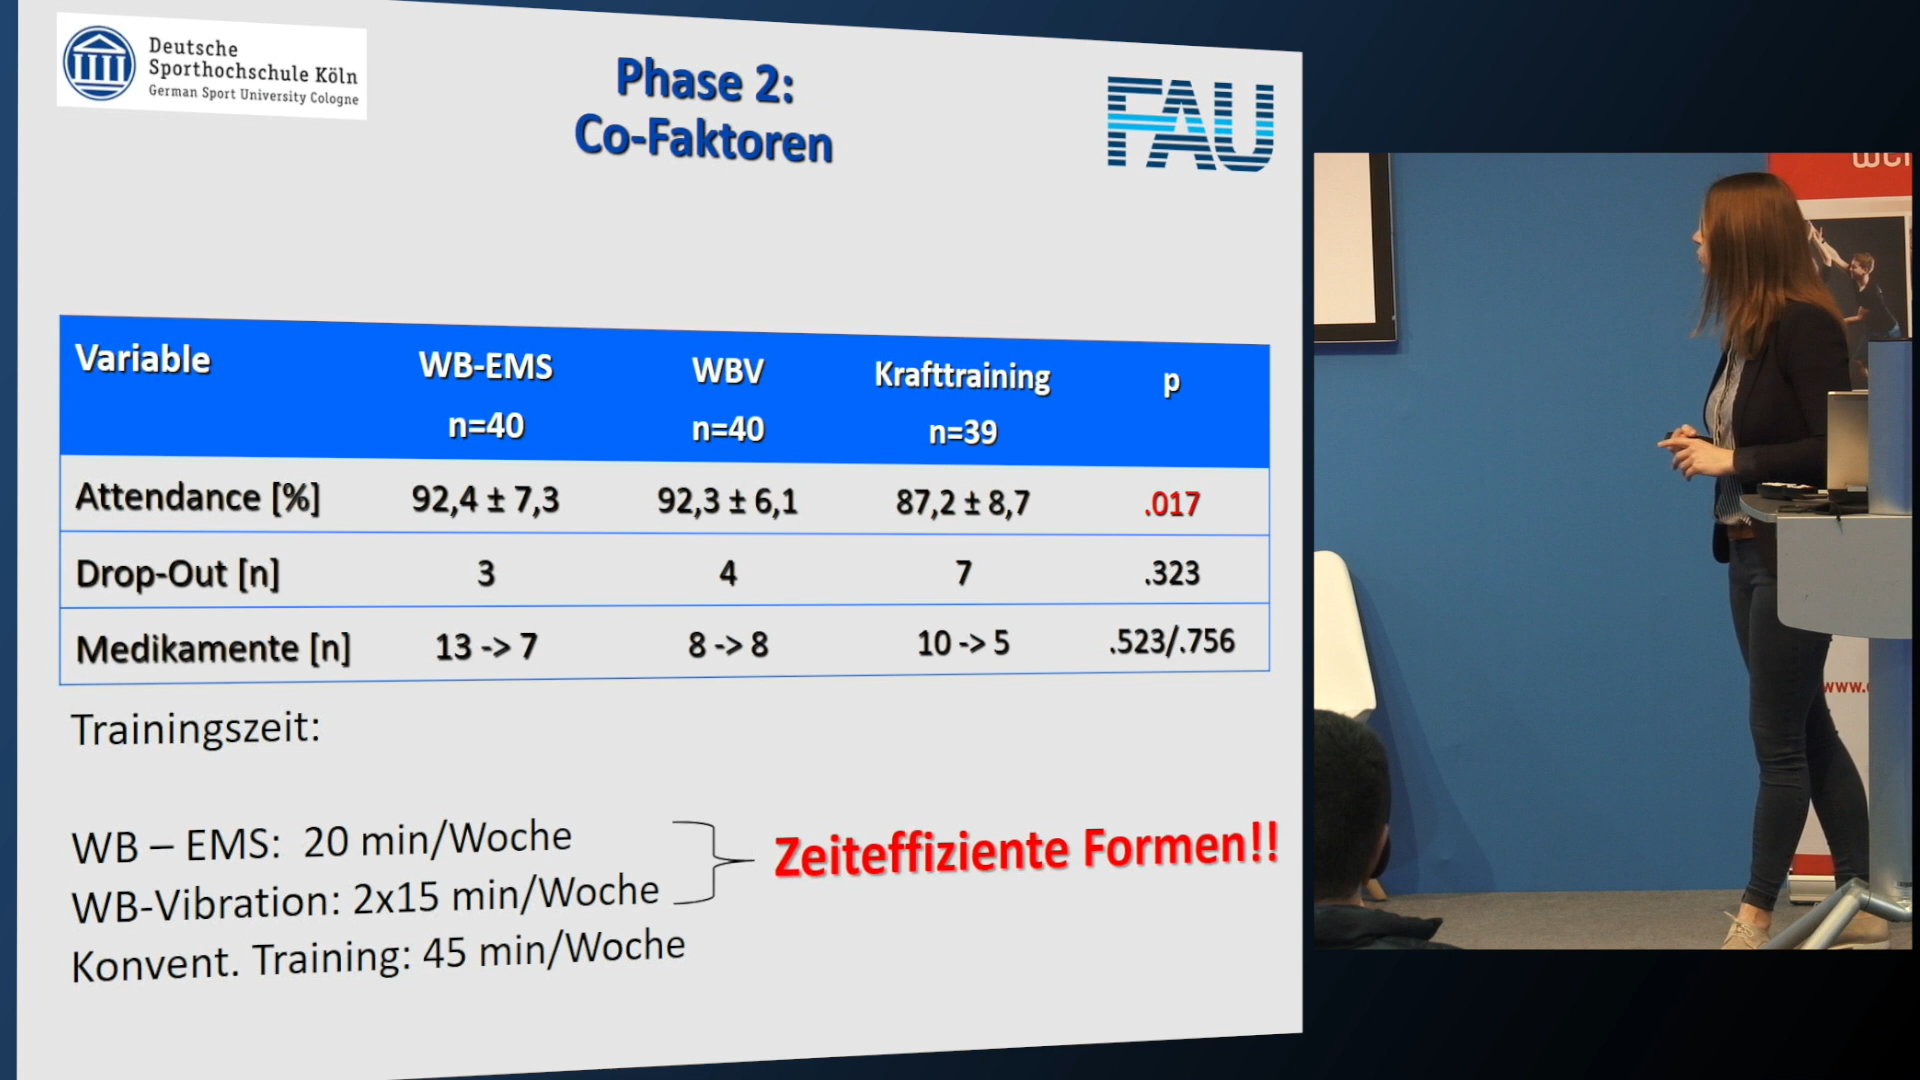 Deutsche
Sporthochschule Köln
German Sport University Cologne
Phase 2:
Co-Faktoren
FAU
Variable WB-EMS WBV Krafttraining p
n=40 n=40 n=39
Attendance [%] 92,4 ± 7,3 92,3 ± 6,1 87,2 ± 8,7 .017
Drop-Out [n] 3 4 7 .323
Medikamente [n] 13 -> 7 8 -> 8 10 -> 5 .523/.756
Trainingszeit:
WB – EMS: 20 min/Woche
WB-Vibration: 2x15 min/Woche
Konvent. Training: 45 min/Woche
Zeiteffiziente Formen!!
www.